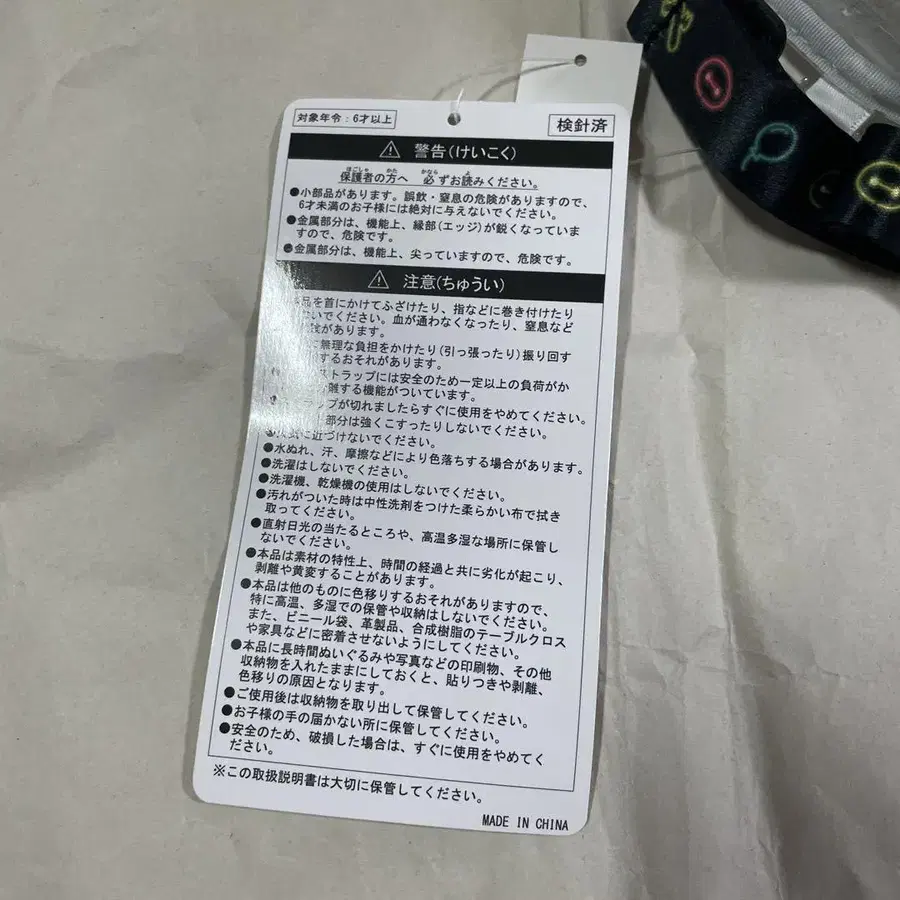 対象年令：6才以上
検針済
⚠ 警告(けいこく)
保護者の方へ 必ずお読みください。
●小部品があります。誤飲・窒息の危険がありますので、
6才未満のお子様には絶対に与えないでください。
●金属部分は、機能上、縁部(エッジ)が鋭くなっていま
すので、危険です。
●金属部分は、機能上、尖っていますので、危険です。
⚠ 注意(ちゅうい)
品を首にかけてふざけたり、指などに巻き付けたり
ないでください。血が通わなくなったり、窒息など
があります。
に無理な負担をかけたり(引っ張ったり)振り回す
するおそれがあります。
ストラップには安全のため一定以上の負荷がか
離する機能がついています。
ラップが切れましたらすぐに使用をやめてください。
部分は強くこすったりしないでください。
に近づけないでください。
●水ぬれ、汗、摩擦などにより色落ちする場合があります。
●洗濯はしないでください。
●洗濯機、乾燥機の使用はしないでください。
●汚れがついた時は中性洗剤をつけた柔らかい布で拭き
取ってください。
●直射日光の当たるところや、高温多湿な場所に保管し
ないでください。
●本品は素材の特性上、時間の経過と共に劣化が起こり、
剥離や黄変することがあります。
●本品は他のものに色移りするおそれがありますので、
特に高温、多湿での保管や収納はしないでください。
また、ビニール袋、革製品、合成樹脂のテーブルクロス
や家具などに密着させないようにしてください。
●本品に長時間ぬいぐるみや写真などの印刷物、その他
収納物を入れたままにしておくと、貼りつきや剥離、
色移りの原因となります。
●ご使用後は収納物を取り出して保管してください。
●お子様の手の届かない所に保管してください。
●安全のため、破損した場合は、すぐに使用をやめてく
ださい。
※この取扱説明書は大切に保管してください。
MADE IN CHINA